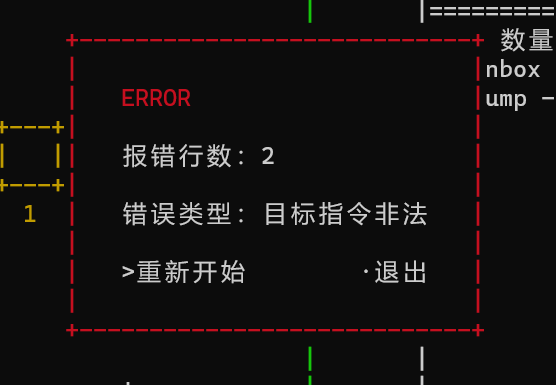 数量
nbox
ERROR
ump -
报错行数: 2
1
错误类型: 目标指令非法
>重新开始 ·退出